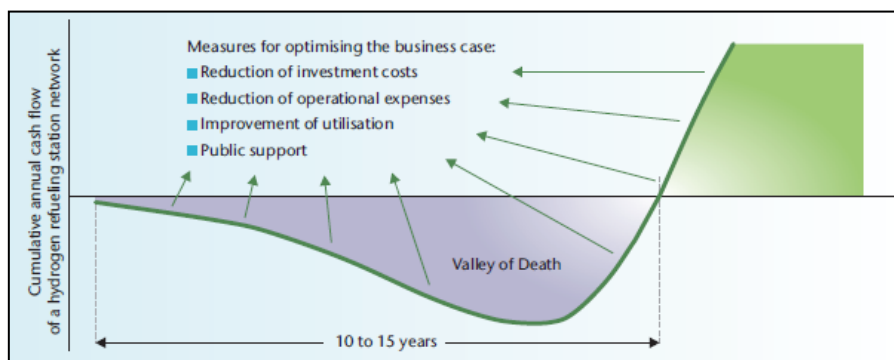 Measures for optimising the business case:
Reduction of investment costs
Reduction of operational expenses
Improvement of utilisation
Public support
Cumulative annual cash flow
of a hydrogen refueling station network
Valley of Death
10 to 15 years